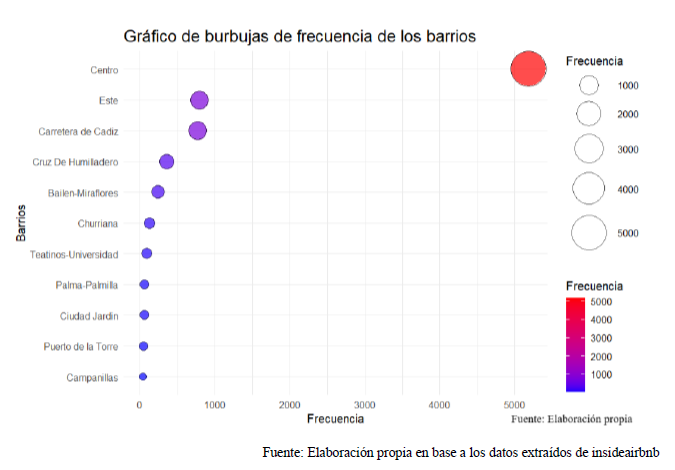 Gráfico de burbujas de frecuencia de los barrios
Centro
Este
Carretera de Cadiz
Cruz De Humilladero
Bailen-Miraflores
Churriana
Teatinos-Universidad
Palma-Palmilla
Ciudad Jardin
Puerto de la Torre
Campanillas
Barrios
0 1000 2000 3000 4000 5000
Frecuencia
Frecuencia
1000
2000
3000
4000
5000
Frecuencia
5000
4000
3000
2000
1000
Fuente: Elaboración propia
Fuente: Elaboración propia en base a los datos extraídos de insideairbnb